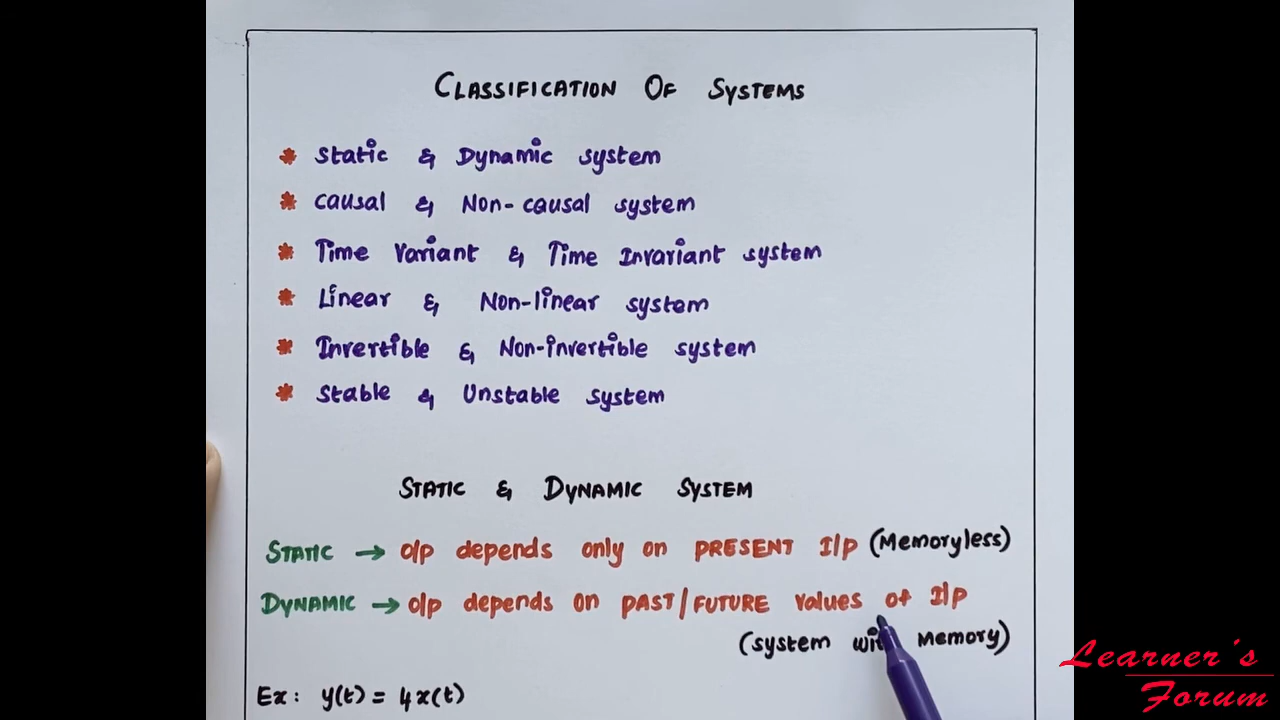 CLASSIFICATION OF SYSTEMS
* Static & Dynamic system
* Causal & Non-causal system
* Time Variant & Time Invariant system
* Linear & Non-linear system
* Invertible & Non-invertible system
* Stable & Unstable system
STATIC & DYNAMIC SYSTEM
STATIC → O/p depends only on PRESENT I/p (Memoryless)
DYNAMIC → O/p depends on PAST/FUTURE values of I/p
(system with Memory)
Ex: y(t) = 4x(t)
Learner's
Forum